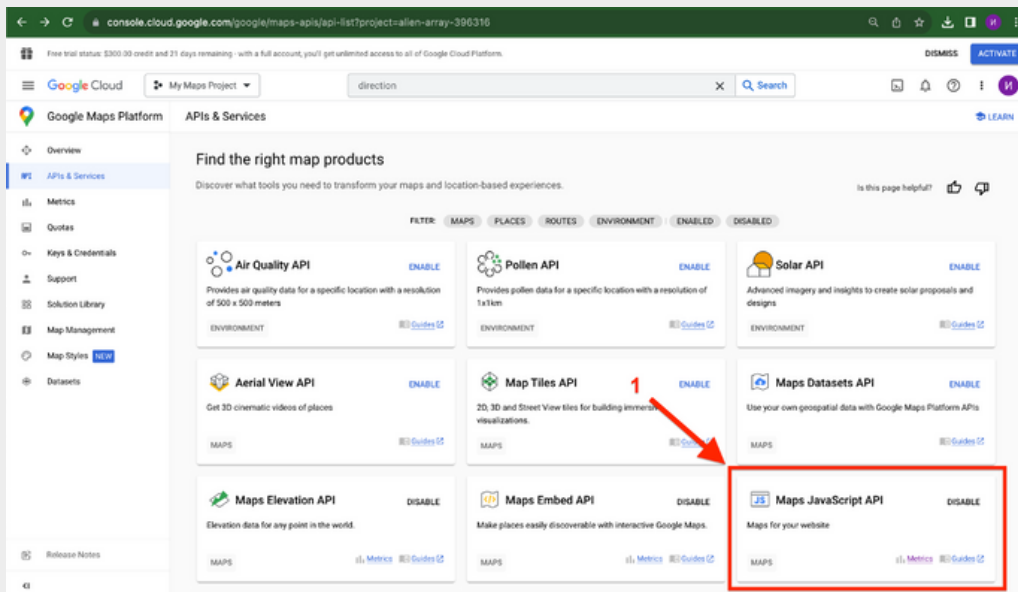 console.cloud.google.com/google/maps-apis/api-list?project=alien-array-396316
Free trial status: $300.00 credit and 21 days remaining - with a full account, you'll get unlimited access to all of Google Cloud Platform.
DISMISS
ACTIVATE
Google Cloud
My Maps Project
direction
Search
И
Google Maps Platform
APIs & Services
LEARN
Overview
APIs & Services
Metrics
Quotas
Keys & Credentials
Support
Solution Library
Map Management
Map Styles NEW
Datasets
Release Notes
Find the right map products
Discover what tools you need to transform your maps and location-based experiences.
Is this page helpful?
FILTER: MAPS PLACES ROUTES ENVIRONMENT ENABLED DISABLED
Air Quality API
ENABLE
Provides air quality data for a specific location with a resolution
of 500 x 500 meters
ENVIRONMENT
Guides
Pollen API
ENABLE
Provides pollen data for a specific location with a resolution of
1x1km
ENVIRONMENT
Guides
Solar API
ENABLE
Advanced imagery and insights to create solar proposals and
designs
ENVIRONMENT
Guides
Aerial View API
ENABLE
Get 3D cinematic videos of places
MAPS
Guides
Map Tiles API
1
ENABLE
2D, 3D and Street View tiles for building immersi
visualizations.
MAPS
Guides
Maps Datasets API
ENABLE
Use your own geospatial data with Google Maps Platform APIs
MAPS
Guides
Maps Elevation API
DISABLE
Elevation data for any point in the world.
MAPS
Metrics Guides
Maps Embed API
DISABLE
Make places easily discoverable with interactive Google Maps.
MAPS
Metrics Guides
JS Maps JavaScript API
DISABLE
Maps for your website
MAPS
Metrics Guides